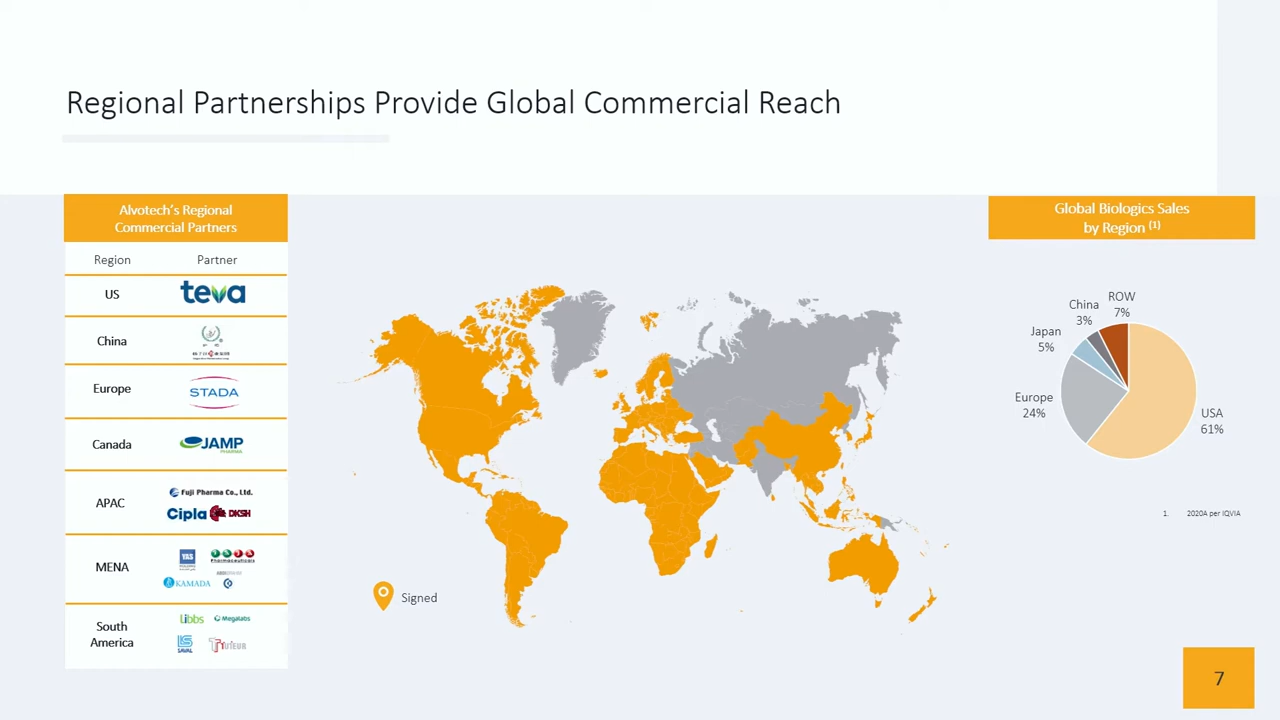 Regional Partnerships Provide Global Commercial Reach
Alvotech's Regional
Commercial Partners
Region
Partner
US
teva
China
Europe
STADA
Canada
JAMP
PHARMA
APAC
Fuji Pharma Co., Ltd.
Cipla
DKSH
MENA
YAS
Pharmaceuticals
KAMADA
South
America
Libbs
Megalabs
SAVAL
Signed
Global Biologics Sales
by Region (1)
ROW
7%
China
3%
Japan
5%
Europe
24%
USA
61%
1. 2020A per IQVIA
7